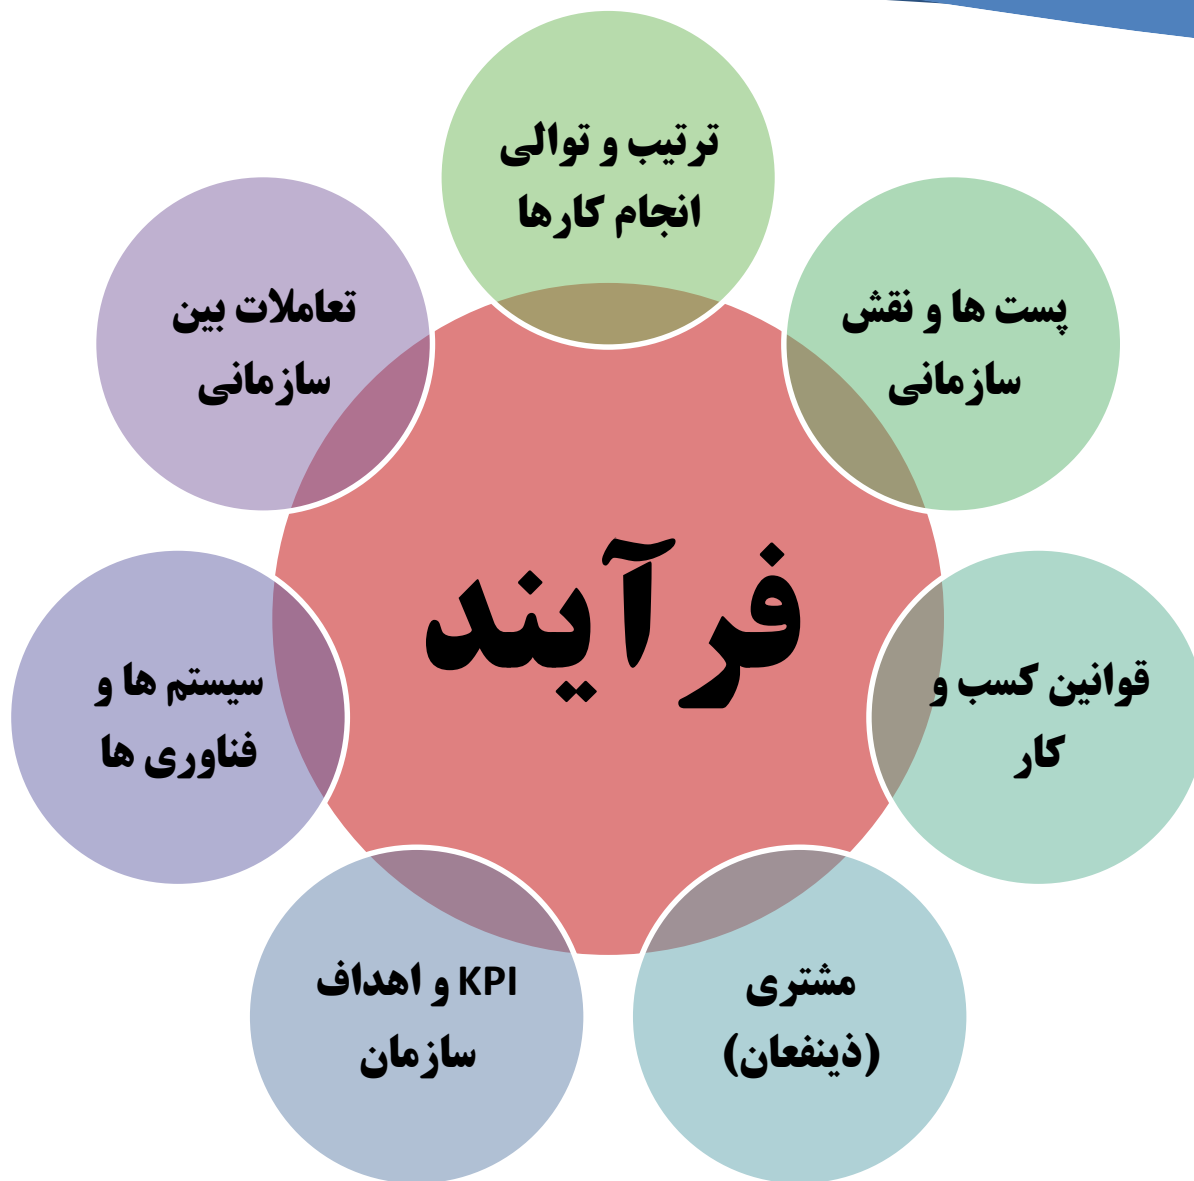 ترتیب و توالی
انجام کارها
پست ها و نقش
سازمانی
قوانین کسب و
کار
مشتری
(ذینفعان)
KPI و اهداف
سازمان
سیستم ها و
فناوری ها
تعاملات بین
سازمانی
فرآیند